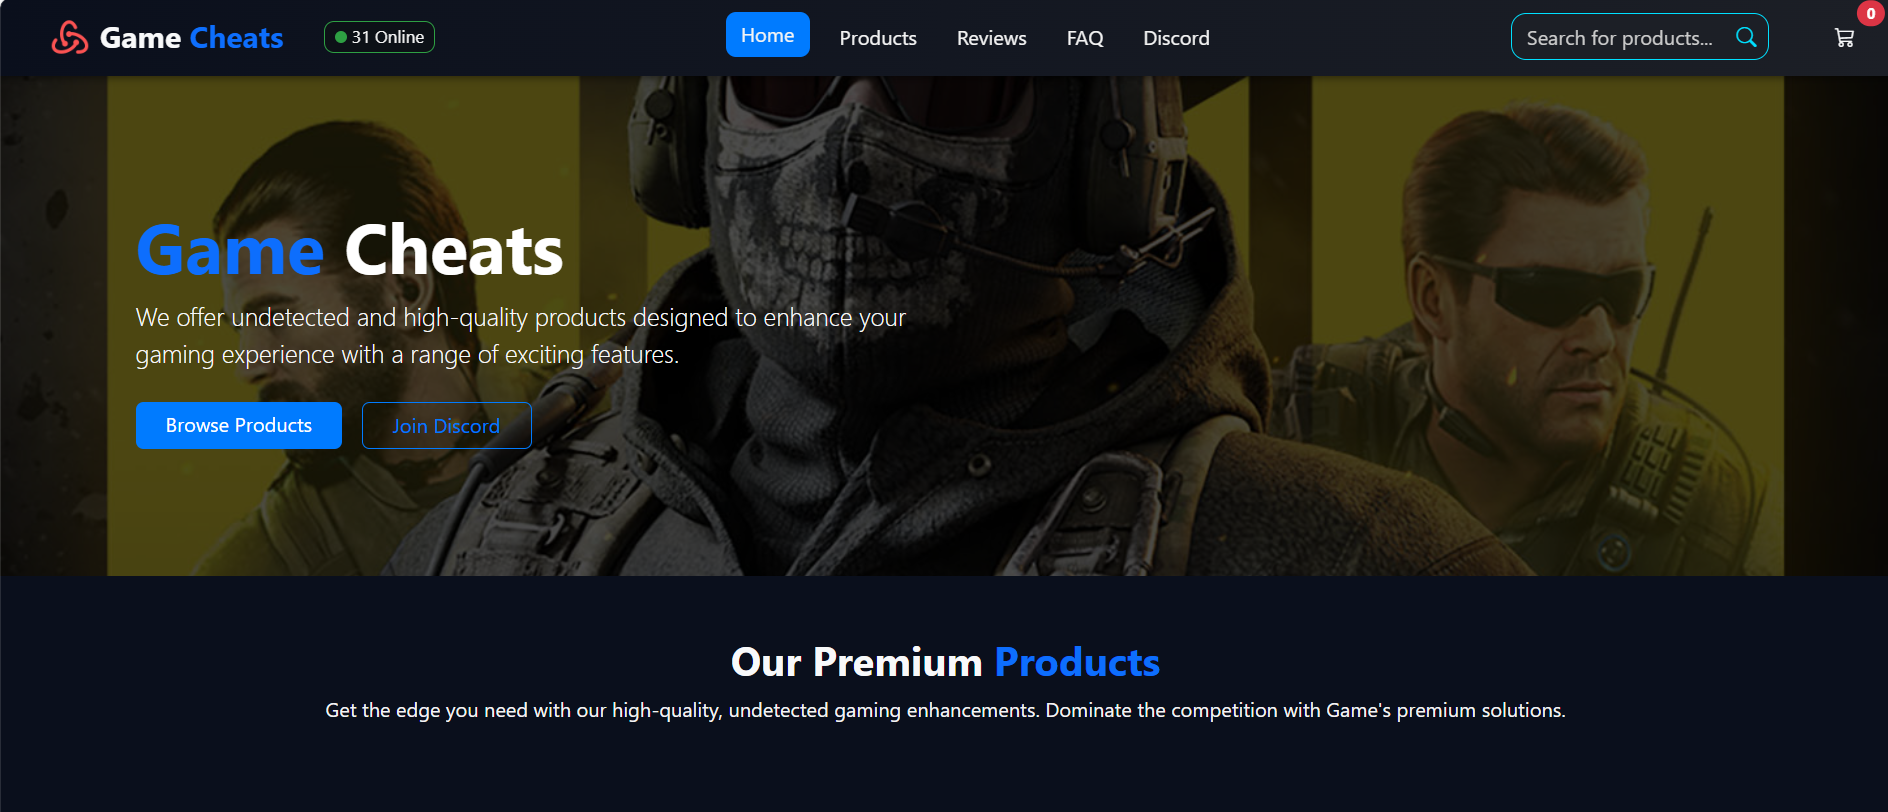 Game Cheats
31 Online
Home
Products
Reviews
FAQ
Discord
Search for products...
0
Game Cheats
We offer undetected and high-quality products designed to enhance your
gaming experience with a range of exciting features.
Browse Products
Join Discord
Our Premium Products
Get the edge you need with our high-quality, undetected gaming enhancements. Dominate the competition with Game's premium solutions.